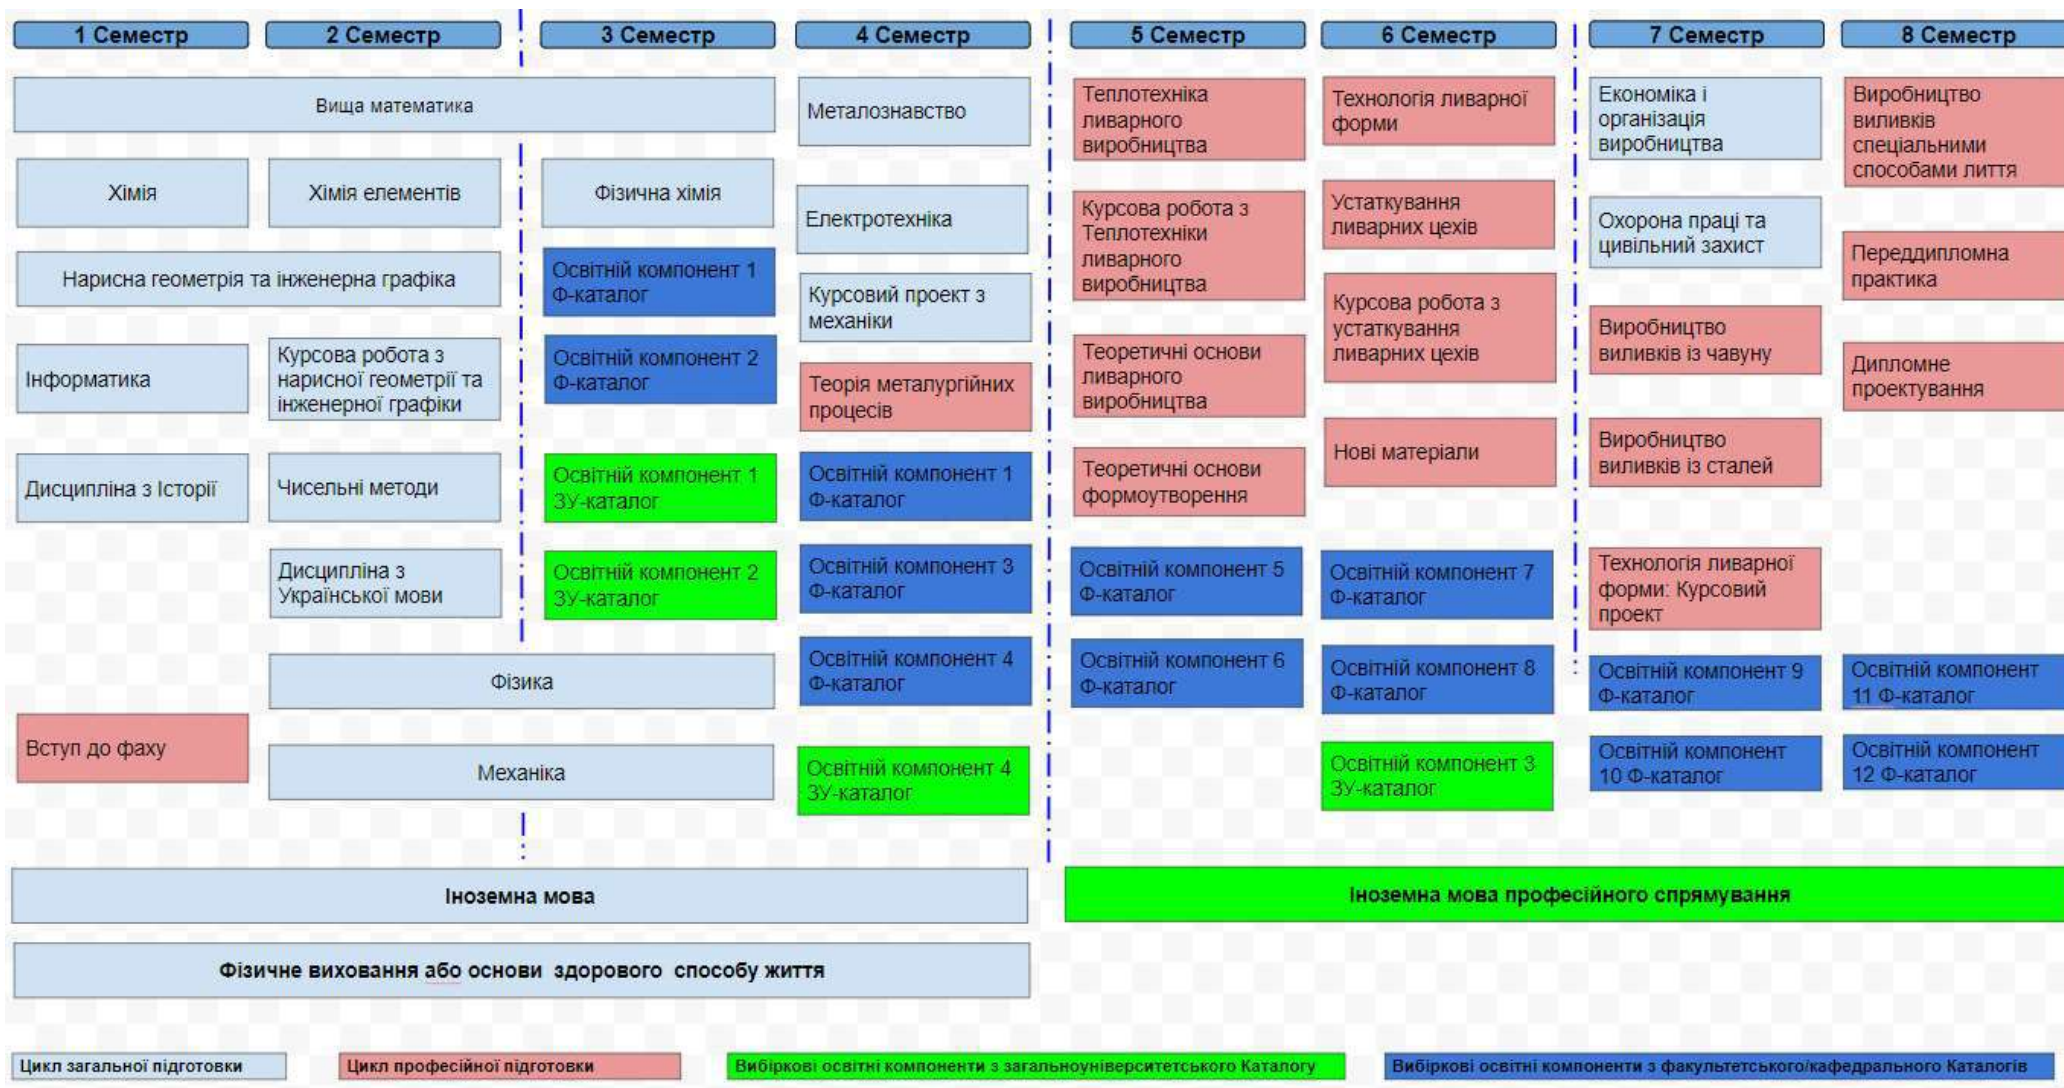 1 Семестр
2 Семестр
3 Семестр
4 Семестр
5 Семестр
6 Семестр
7 Семестр
8 Семестр
Вища математика
Металознавство
Теплотехніка
ливарного
виробництва
Технологія ливарної
форми
Економіка і
організація
виробництва
Виробництво
виливків
спеціальними
способами лиття
Хімія
Хімія елементів
Фізична хімія
Електротехніка
Курсова робота з
Теплотехніки
ливарного
виробництва
Устаткування
ливарних цехів
Охорона праці та
цивільний захист
Переддипломна
практика
Нарисна геометрія та інженерна графіка
Освітній компонент 1
Ф-каталог
Курсовий проект з
механіки
Курсова робота з
устаткування
ливарних цехів
Виробництво
виливків із чавуну
Інформатика
Курсова робота з
нарисної геометрії та
інженерної графіки
Освітній компонент 2
Ф-каталог
Теорія металургійних
процесів
Теоретичні основи
ливарного
виробництва
Дипломне
проектування
Дисципліна з Історії
Чисельні методи
Освітній компонент 1
ЗУ-каталог
Освітній компонент 1
Ф-каталог
Теоретичні основи
формоутворення
Нові матеріали
Виробництво
виливків із сталей
Дисципліна з
Української мови
Освітній компонент 2
ЗУ-каталог
Освітній компонент 3
Ф-каталог
Освітній компонент 5
Ф-каталог
Освітній компонент 7
Ф-каталог
Технологія ливарної
форми: Курсовий
проект
Фізика
Освітній компонент 4
Ф-каталог
Освітній компонент 6
Ф-каталог
Освітній компонент 8
Ф-каталог
Освітній компонент 9
Ф-каталог
Освітній компонент
11 Ф-каталог
Вступ до фаху
Механіка
Освітній компонент 4
ЗУ-каталог
Освітній компонент 3
ЗУ-каталог
Освітній компонент
10 Ф-каталог
Освітній компонент
12 Ф-каталог
Іноземна мова
Іноземна мова професійного спрямування
Фізичне виховання або основи здорового способу життя
Цикл загальної підготовки
Цикл професійної підготовки
Вибіркові освітні компоненти з загальноуніверситетського Каталогу
Вибіркові освітні компоненти з факультетського/кафедрального Каталогів